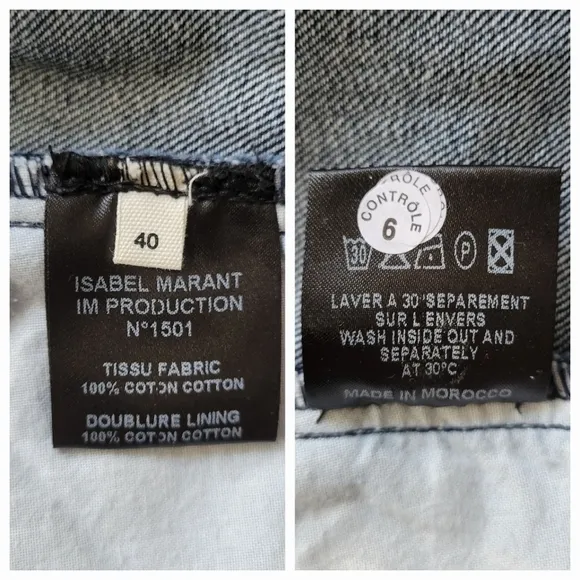 40
ISABEL MARANT
IM PRODUCTION
N°1501
TISSU FABRIC
100% COTON COTTON
DOUBLURE LINING
100% COTON COTTON
RÔLE
CONTRÔLE
6
30
P
LAVER A 30°SEPAREMENT
SUR L'ENVERS
WASH INSIDE OUT AND
SEPARATELY
AT 30°C
MADE IN MOROCCO